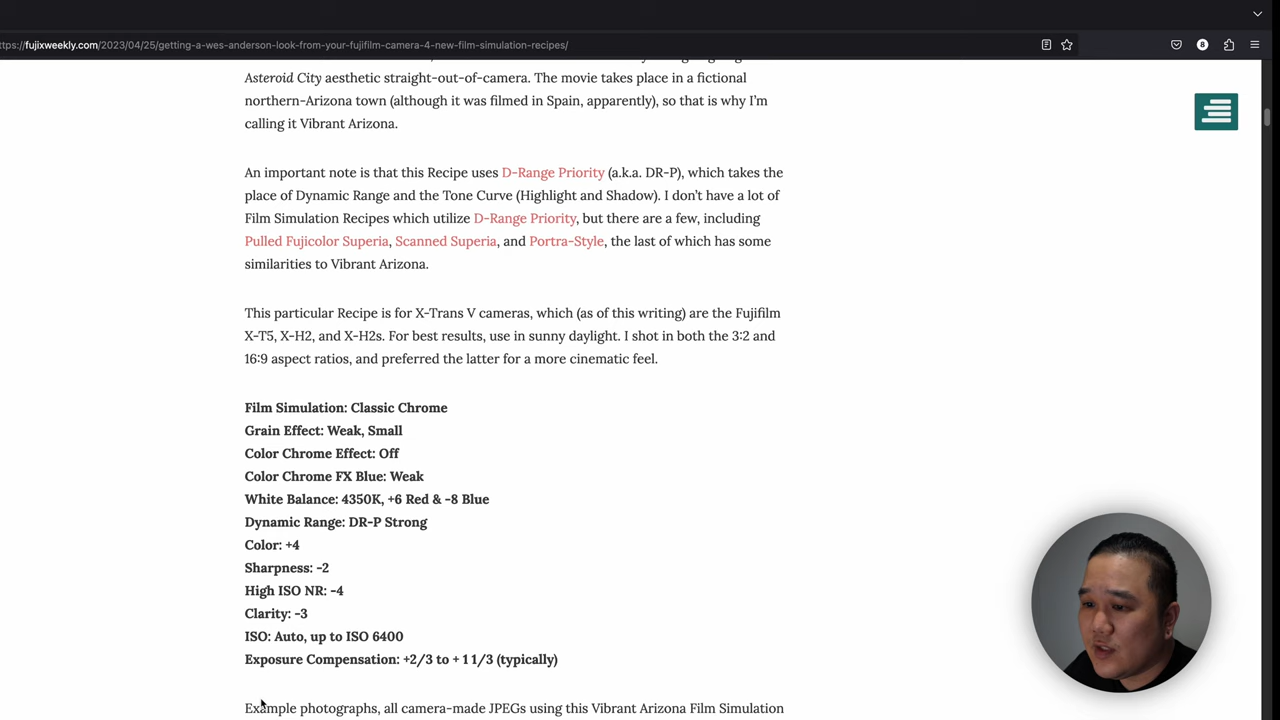 ttps://fujixweekly.com/2023/04/25/getting-a-wes-anderson-look-from-your-fujifilm-camera-4-new-film-simulation-recipes/
8
Asteroid City aesthetic straight-out-of-camera. The movie takes place in a fictional
northern-Arizona town (although it was filmed in Spain, apparently), so that is why I’m
calling it Vibrant Arizona.
An important note is that this Recipe uses D-Range Priority (a.k.a. DR-P), which takes the
place of Dynamic Range and the Tone Curve (Highlight and Shadow). I don’t have a lot of
Film Simulation Recipes which utilize D-Range Priority, but there are a few, including
Pulled Fujicolor Superia, Scanned Superia, and Portra-Style, the last of which has some
similarities to Vibrant Arizona.
This particular Recipe is for X-Trans V cameras, which (as of this writing) are the Fujifilm
X-T5, X-H2, and X-H2s. For best results, use in sunny daylight. I shot in both the 3:2 and
16:9 aspect ratios, and preferred the latter for a more cinematic feel.
Film Simulation: Classic Chrome
Grain Effect: Weak, Small
Color Chrome Effect: Off
Color Chrome FX Blue: Weak
White Balance: 4350K, +6 Red & -8 Blue
Dynamic Range: DR-P Strong
Color: +4
Sharpness: -2
High ISO NR: -4
Clarity: -3
ISO: Auto, up to ISO 6400
Exposure Compensation: +2/3 to + 1 1/3 (typically)
Example photographs, all camera-made JPEGs using this Vibrant Arizona Film Simulation